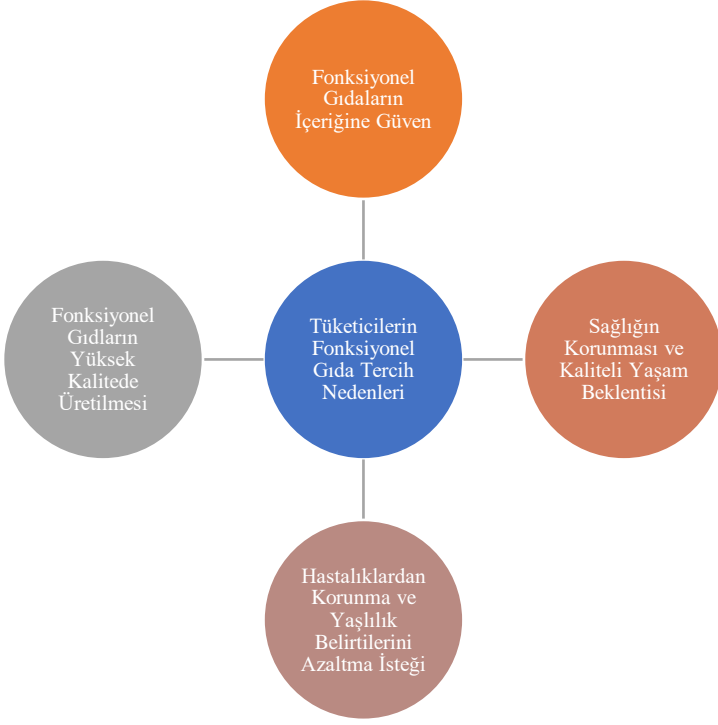 Fonksiyonel
Gıdaların
İçeriğine Güven
Fonksiyonel
Gıdların
Yüksek
Kalitede
Üretilmesi
Tüketicilerin
Fonksiyonel
Gıda Tercih
Nedenleri
Sağlığın
Korunması ve
Kaliteli Yaşam
Beklentisi
Hastalıklardan
Korunma ve
Yaşlılık
Belirtilerini
Azaltma İsteği